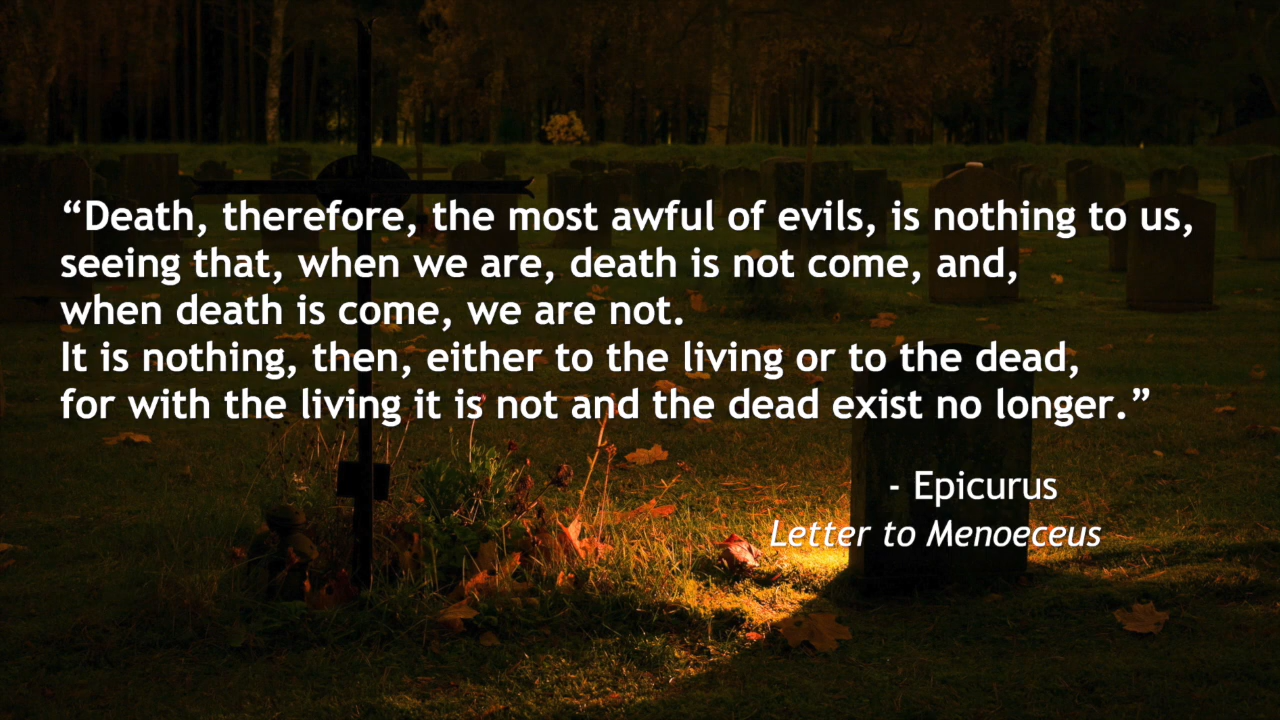 “Death, therefore, the most awful of evils, is nothing to us,
seeing that, when we are, death is not come, and,
when death is come, we are not.
It is nothing, then, either to the living or to the dead,
for with the living it is not and the dead exist no longer.”
- Epicurus
Letter to Menoeceus